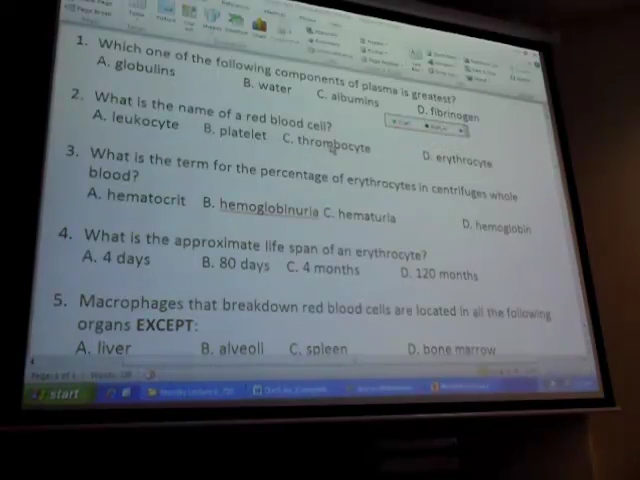 1. Which one of the following components of plasma is greatest?
A. globulins B. water C. albumins D. fibrinogen
2. What is the name of a red blood cell?
A. leukocyte B. platelet C. thrombocyte D. erythrocyte
3. What is the term for the percentage of erythrocytes in centrifuges whole
blood?
A. hematocrit B. hemoglobinuria C. hematuria D. hemoglobin
4. What is the approximate life span of an erythrocyte?
A. 4 days B. 80 days C. 4 months D. 120 months
5. Macrophages that breakdown red blood cells are located in all the following
organs EXCEPT:
A. liver B. alveoli C. spleen D. bone marrow
start